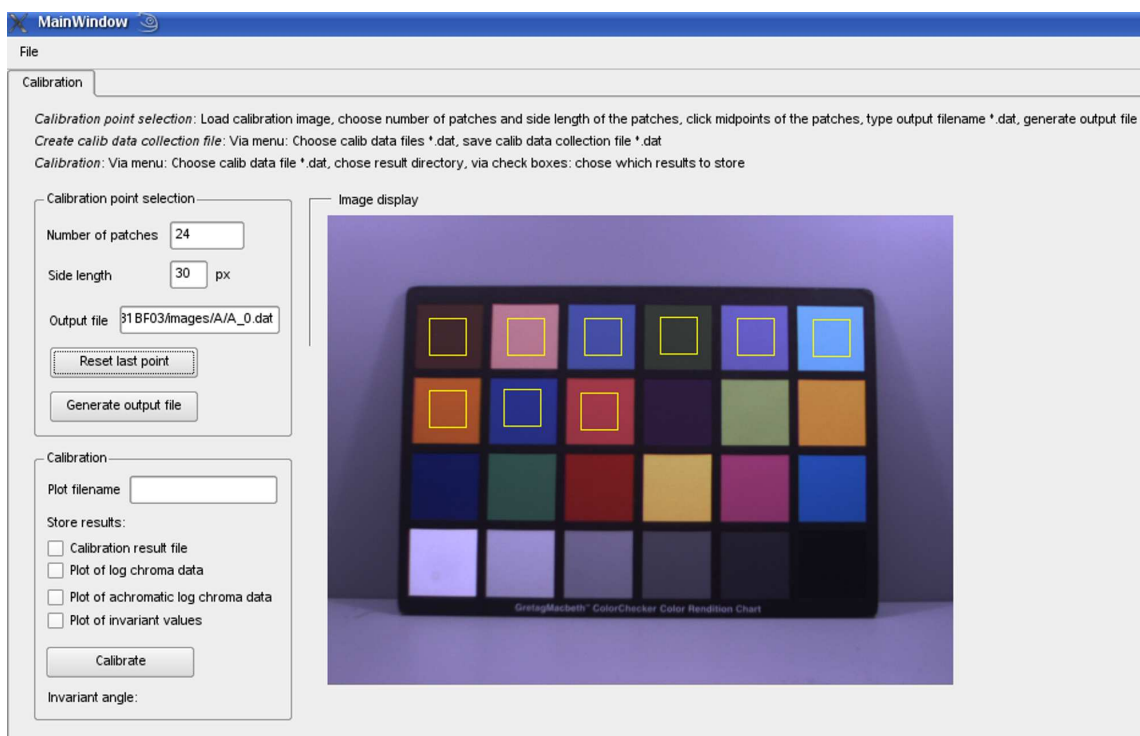 MainWindow
File
Calibration
Calibration point selection: Load calibration image, choose number of patches and side length of the patches, click midpoints of the patches, type output filename *.dat, generate output file
Create calib data collection file: Via menu: Choose calib data files *.dat, save calib data collection file *.dat
Calibration: Via menu: Choose calib data file *.dat, chose result directory, via check boxes: chose which results to store
Calibration point selection
Number of patches 24
Side length 30 px
Output file 31BF03/images/A/A_0.dat
Reset last point
Generate output file
Calibration
Plot filename
Store results:
Calibration result file
Plot of log chroma data
Plot of achromatic log chroma data
Plot of invariant values
Calibrate
Invariant angle:
Image display
GretagMacbeth™ ColorChecker Color Rendition Chart